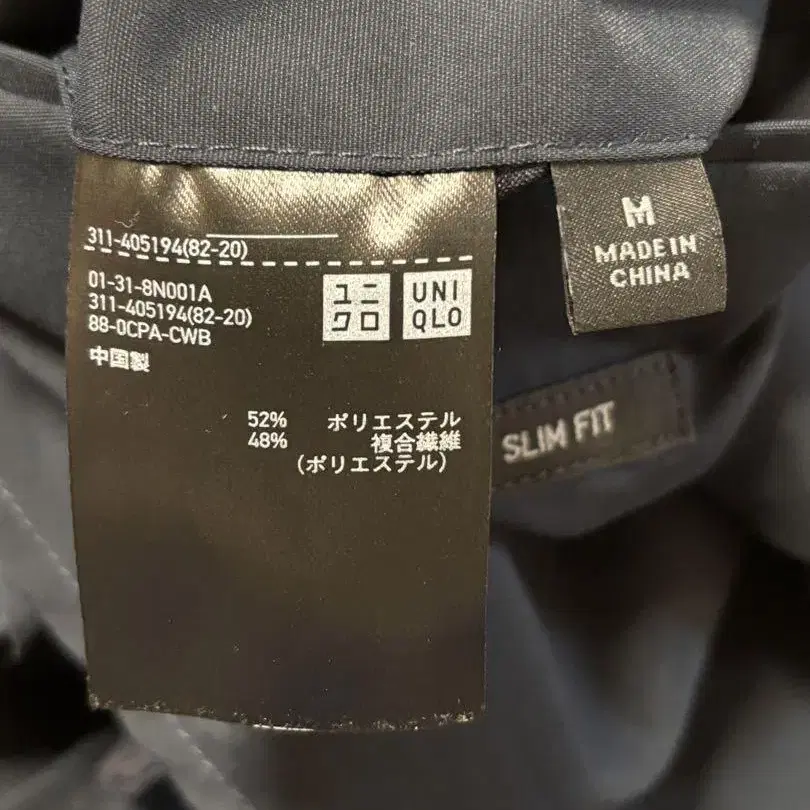 311-405194(82-20)
01-31-8N001A
311-405194(82-20)
88-0CPA-CWB
中国製
ユニ
クロ
UNI
QLO
52% ポリエステル
48% 複合繊維
(ポリエステル)
M
MADE IN
CHINA
SLIM FIT